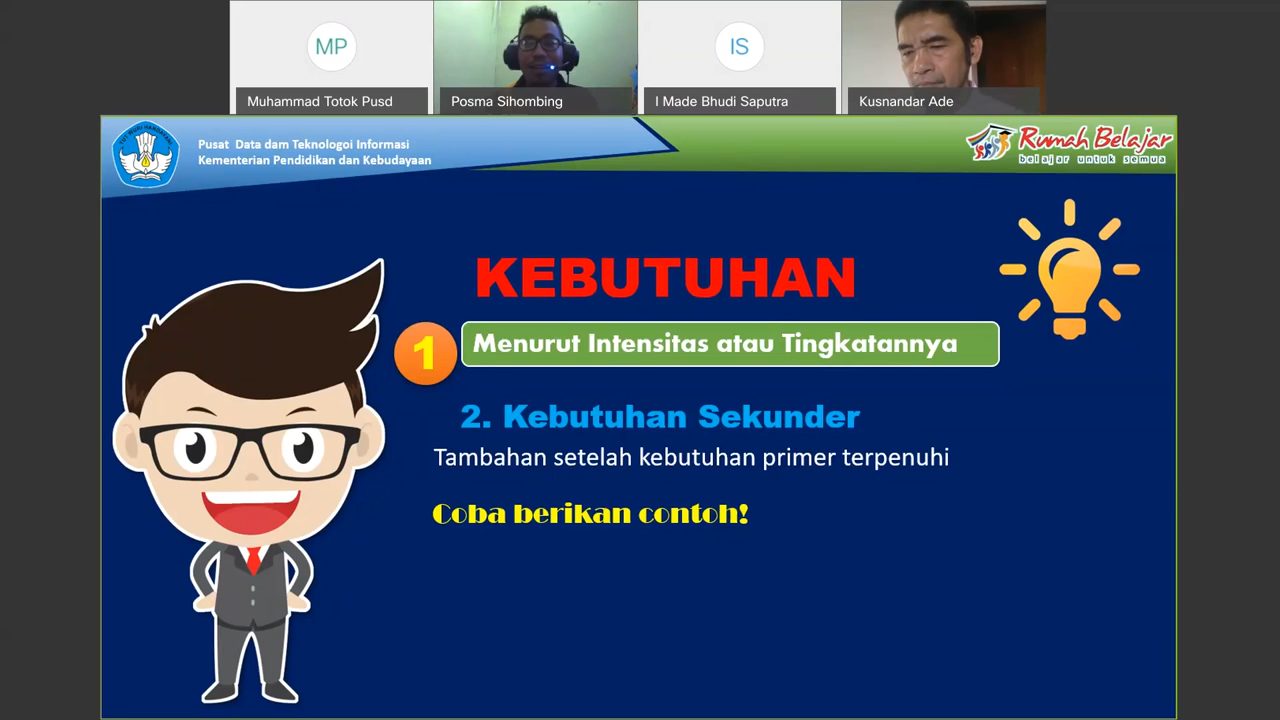 MP
IS
Muhammad Totok Pusd
Posma Sihombing
I Made Bhudi Saputra
Kusnandar Ade
Pusat Data dam Teknologoi Informasi
Kementerian Pendidikan dan Kebudayaan
Rumah Belajar
belajar untuk semua
KEBUTUHAN
1
Menurut Intensitas atau Tingkatannya
2. Kebutuhan Sekunder
Tambahan setelah kebutuhan primer terpenuhi
Coba berikan contoh!